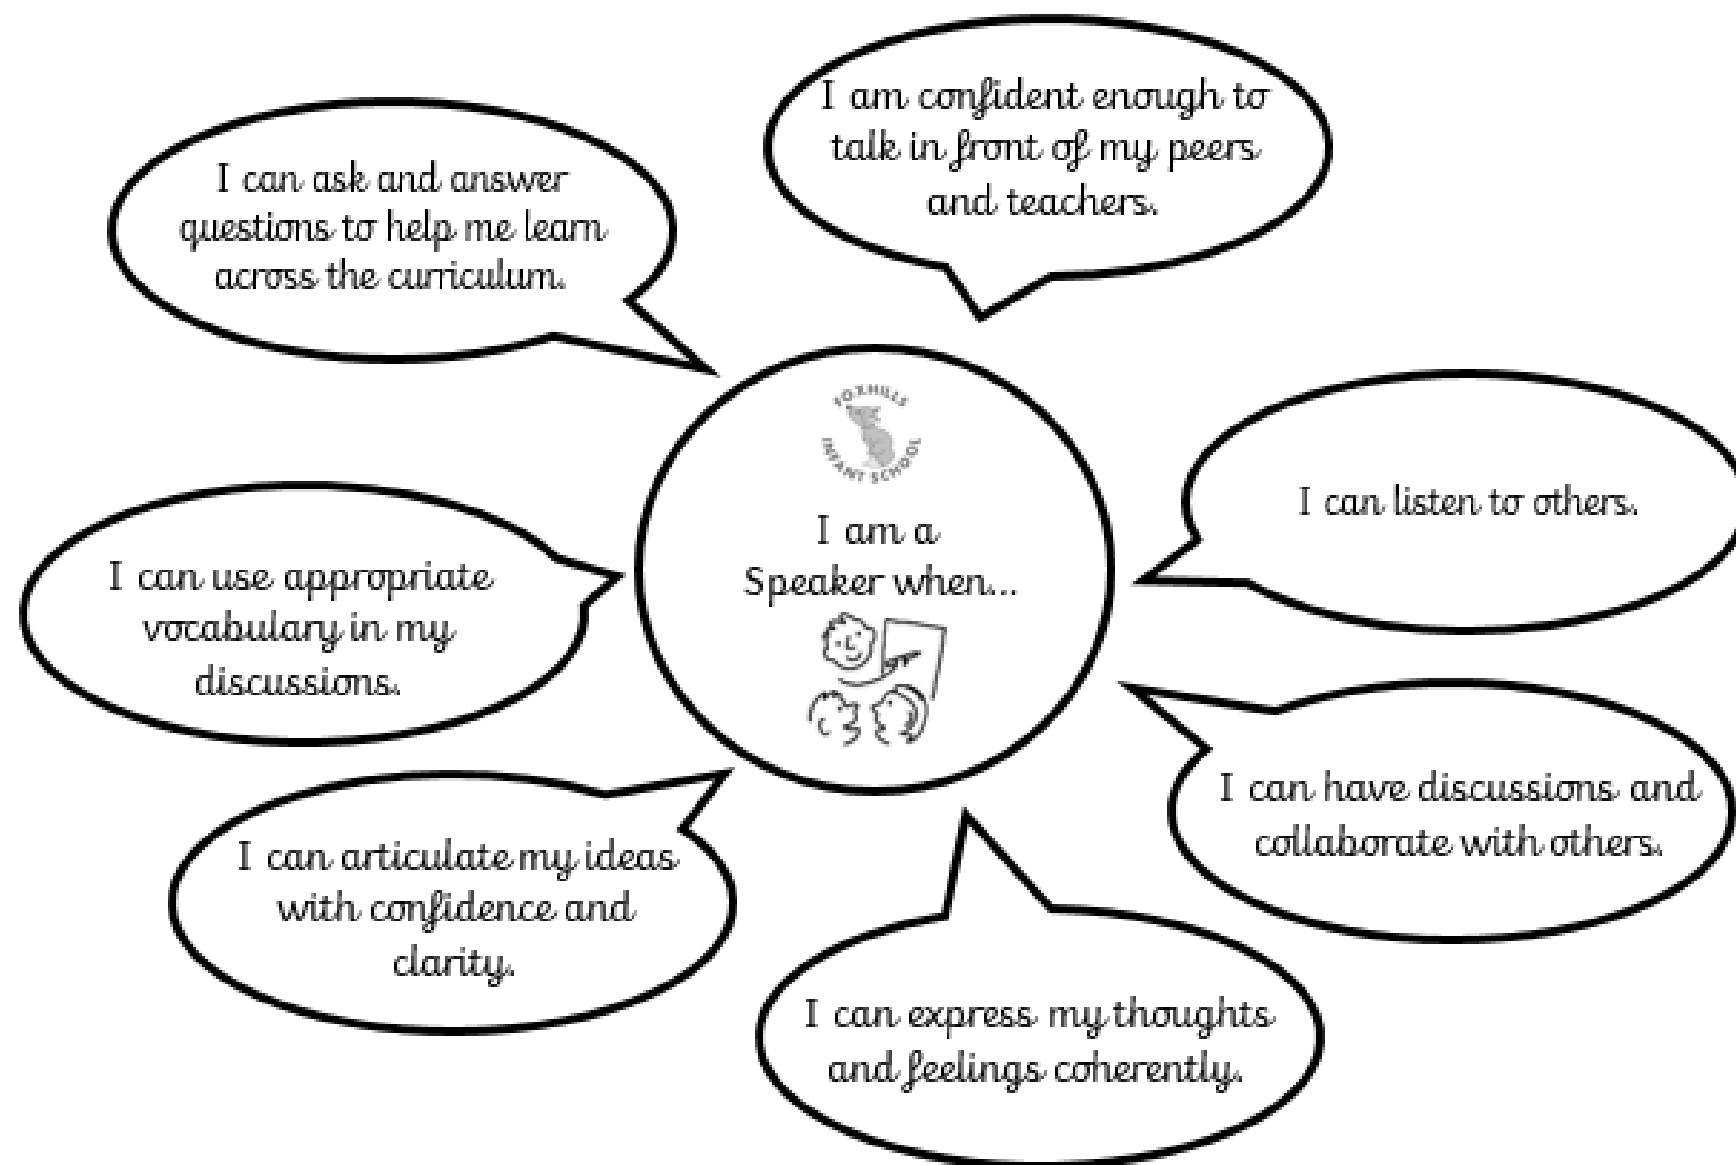 I am confident enough to
talk in front of my peers
and teachers.
I can ask and answer
questions to help me learn
across the curriculum.
FOXHILLS
INFANT SCHOOL
I am a
Speaker when...
I can listen to others.
I can use appropriate
vocabulary in my
discussions.
I can have discussions and
collaborate with others.
I can articulate my ideas
with confidence and
clarity.
I can express my thoughts
and feelings coherently.